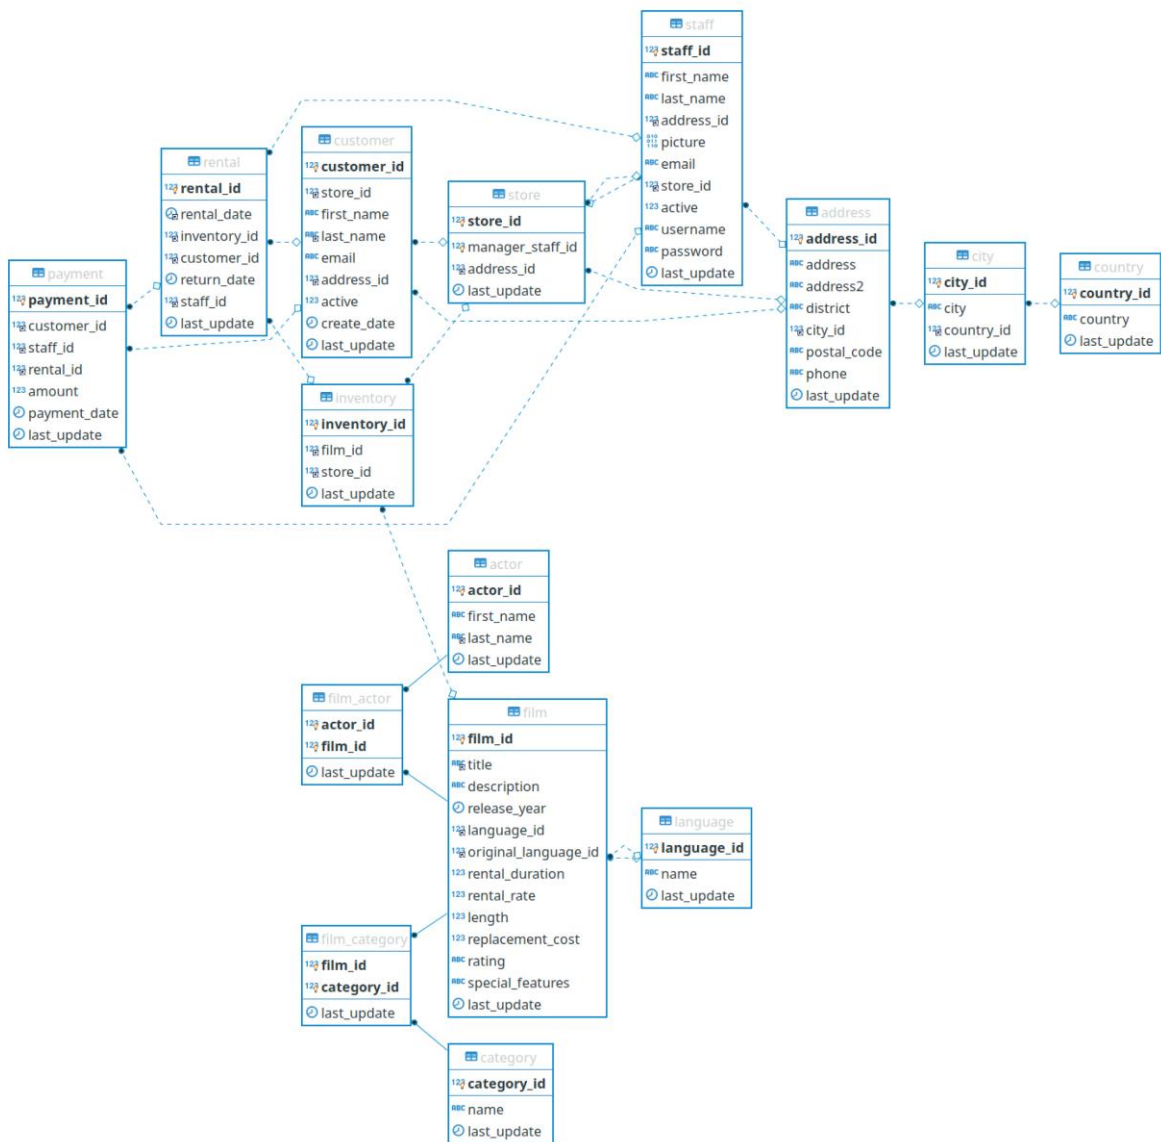 staff
staff_id
first_name
last_name
address_id
picture
email
store_id
active
username
password
last_update
customer
customer_id
store_id
first_name
last_name
email
address_id
active
create_date
last_update
rental
rental_id
rental_date
inventory_id
customer_id
return_date
staff_id
last_update
store
store_id
manager_staff_id
address_id
last_update
address
address_id
address
address2
district
city_id
postal_code
phone
last_update
city
city_id
city
country_id
last_update
country
country_id
country
last_update
payment
payment_id
customer_id
staff_id
rental_id
amount
payment_date
last_update
inventory
inventory_id
film_id
store_id
last_update
actor
actor_id
first_name
last_name
last_update
film_actor
actor_id
film_id
last_update
film
film_id
title
description
release_year
language_id
original_language_id
rental_duration
rental_rate
length
replacement_cost
rating
special_features
last_update
language
language_id
name
last_update
film_category
film_id
category_id
last_update
category
category_id
name
last_update